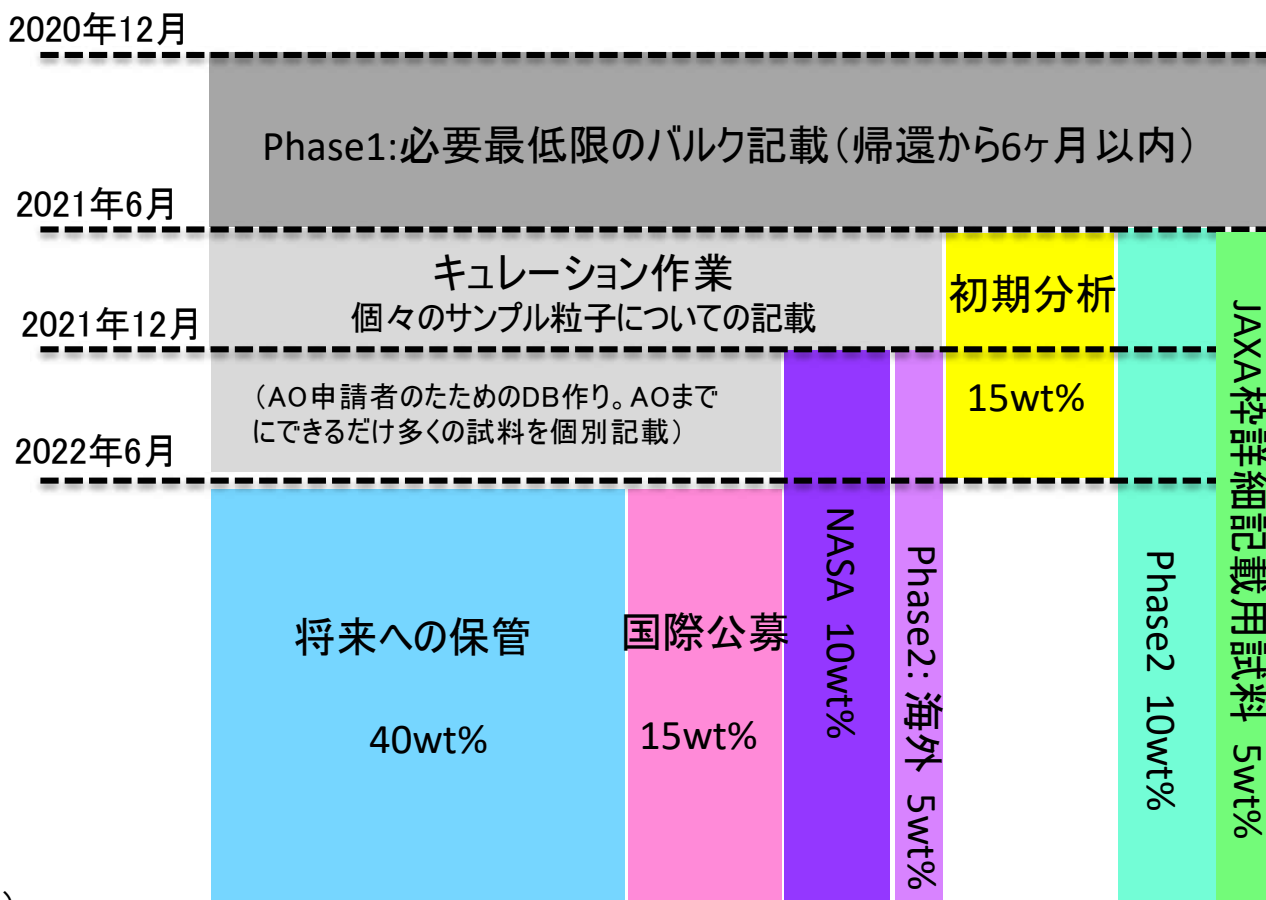 2020年12月
Phase1:必要最低限のバルク記載（帰還から6ヶ月以内）
2021年6月
キュレーション作業
個々のサンプル粒子についての記載
初期分析
2021年12月
（AO申請者のたためのDB作り。AOまで
にできるだけ多くの試料を個別記載）
15wt%
2022年6月
将来への保管
40wt%
国際公募
15wt%
NASA 10wt%
Phase2: 海外 5wt%
Phase2 10wt%
JAXA枠詳細記載用試料 5wt%
）